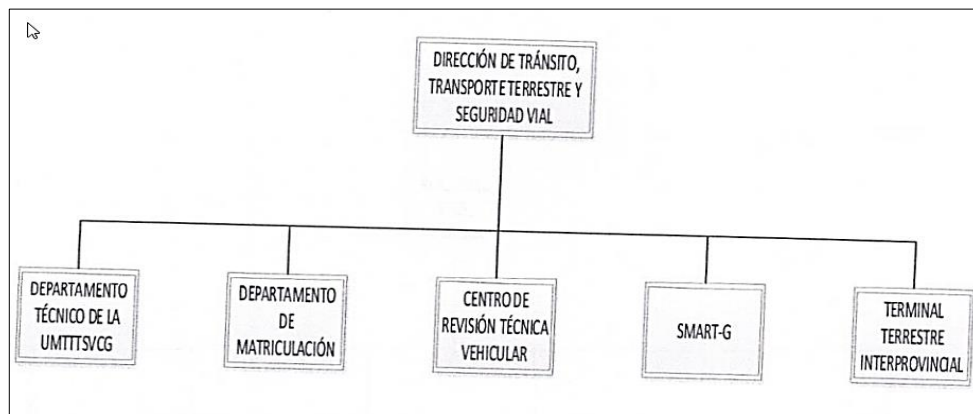 DIRECCIÓN DE TRÁNSITO,
TRANSPORTE TERRESTRE Y
SEGURIDAD VIAL
DEPARTAMENTO
TÉCNICO DE LA
UMTTTSVCG
DEPARTAMENTO
DE
MATRICULACIÓN
CENTRO DE
REVISIÓN TÉCNICA
VEHICULAR
SMART-G
TERMINAL
TERRESTRE
INTERPROVINCIAL